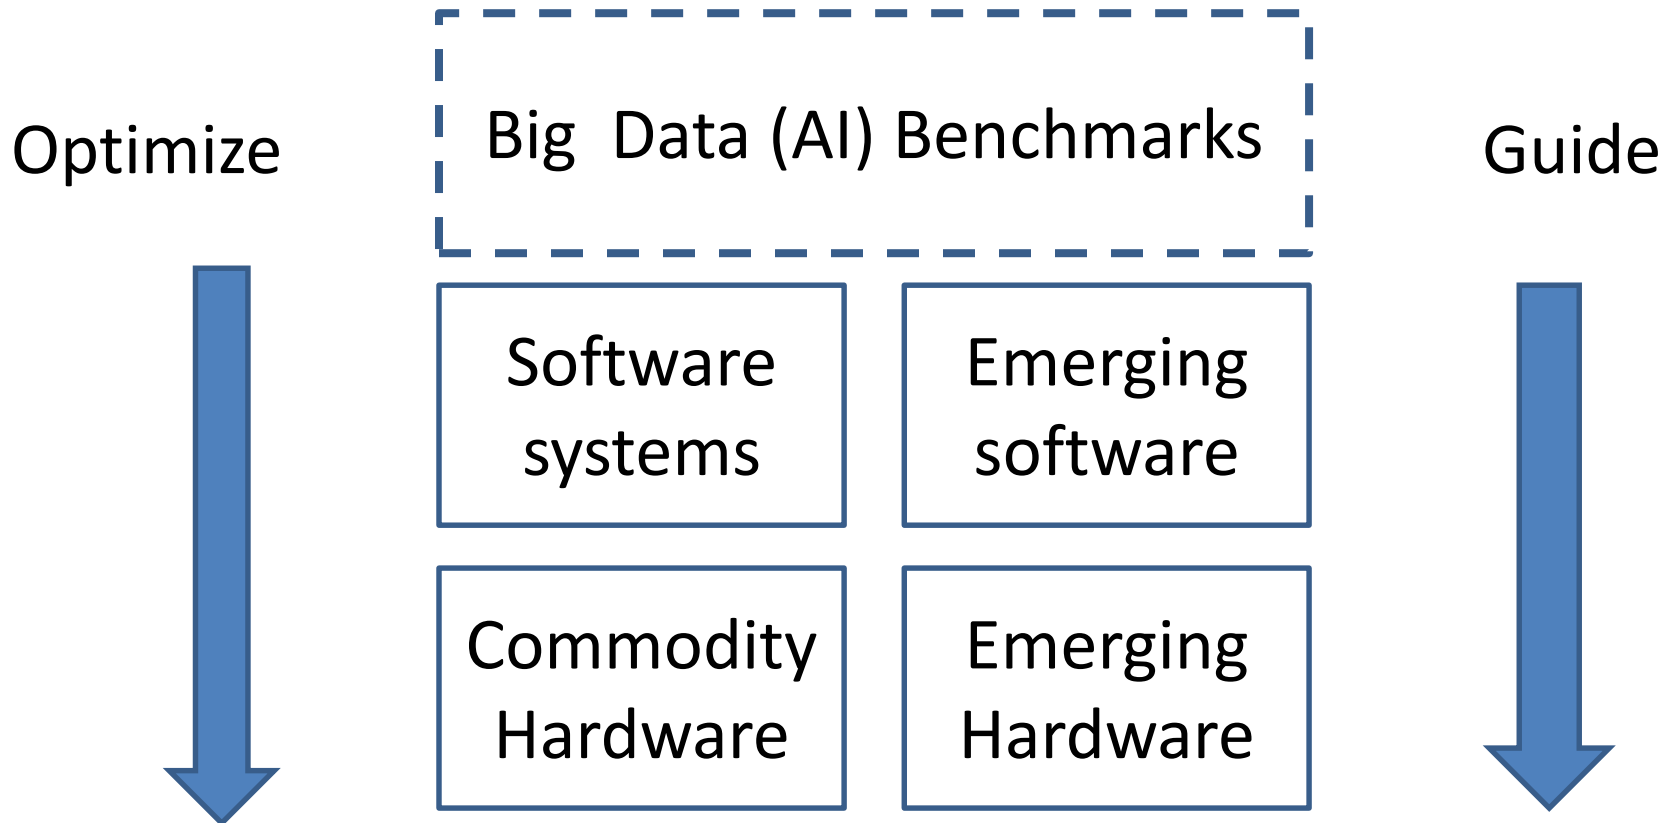 Optimize
Big Data (AI) Benchmarks
Guide
Software
systems
Emerging
software
Commodity
Hardware
Emerging
Hardware